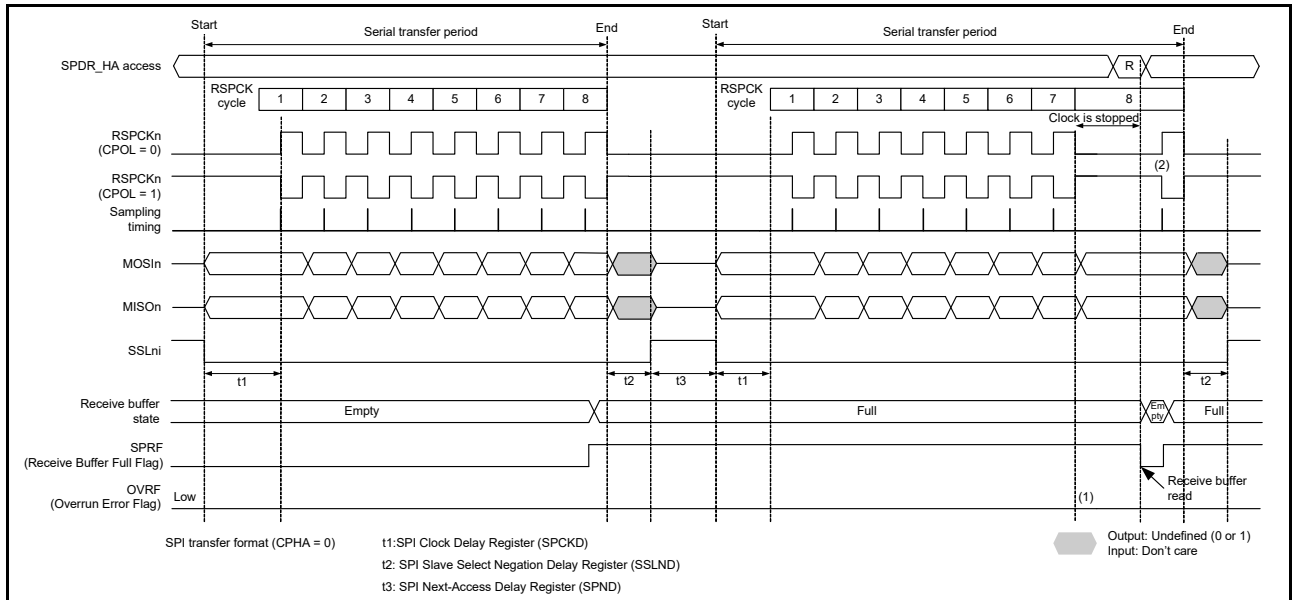 Start
End
Start
End
Serial transfer period
Serial transfer period
SPDR_HA access
R
RSPCK
cycle
1 2 3 4 5 6 7 8
RSPCK
cycle
1 2 3 4 5 6 7 8
Clock is stopped
RSPCKn
(CPOL = 0)
(2)
RSPCKn
(CPOL = 1)
Sampling
timing
MOSIn
MISOn
SSLni
t1
t2
t3
t1
t2
Receive buffer
state
Empty
Full
Em
pty
Full
SPRF
(Receive Buffer Full Flag)
Receive buffer
read
OVRF
(Overrun Error Flag)
Low
(1)
SPI transfer format (CPHA = 0)
t1:SPI Clock Delay Register (SPCKD)
t2: SPI Slave Select Negation Delay Register (SSLND)
t3: SPI Next-Access Delay Register (SPND)
Output: Undefined (0 or 1)
Input: Don't care